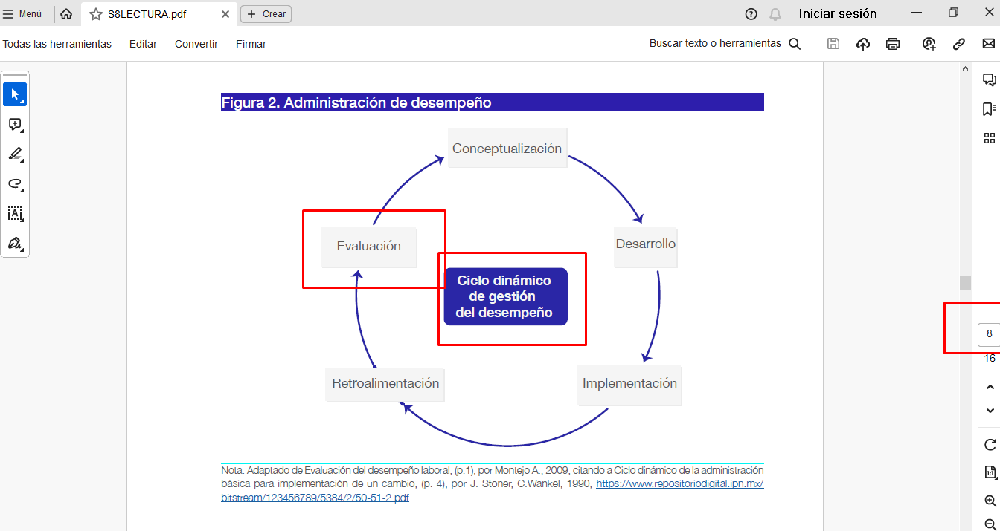 Menú
S8LECTURA.pdf
Crear
Iniciar sesión
Todas las herramientas
Editar
Convertir
Firmar
Buscar texto o herramientas
Figura 2. Administración de desempeño
Conceptualización
Evaluación
Desarrollo
Ciclo dinámico
de gestión
del desempeño
8
16
Retroalimentación
Implementación
Nota. Adaptado de Evaluación del desempeño laboral, (p.1), por Montejo A., 2009, citando a Ciclo dinámico de la administración
básica para implementación de un cambio, (p. 4), por J. Stoner, C.Wankel, 1990, https://www.repositoriodigital.ipn.mx/
bitstream/123456789/5384/2/50-51-2.pdf.